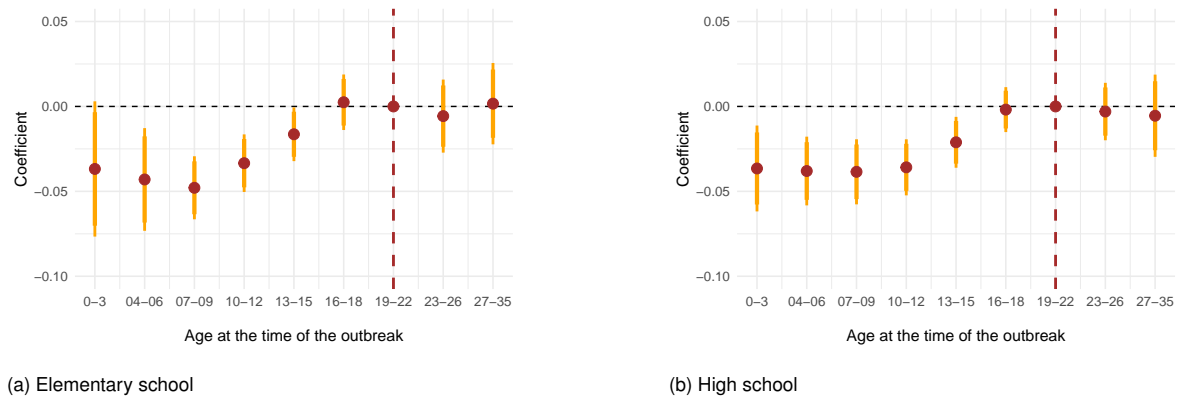 0.05
0.00
−0.05
−0.10
Coefficient
0−3 04−06 07−09 10−12 13−15 16−18 19−22 23−26 27−35
Age at the time of the outbreak
(a) Elementary school
0.05
0.00
−0.05
−0.10
Coefficient
0−3 04−06 07−09 10−12 13−15 16−18 19−22 23−26 27−35
Age at the time of the outbreak
(b) High school